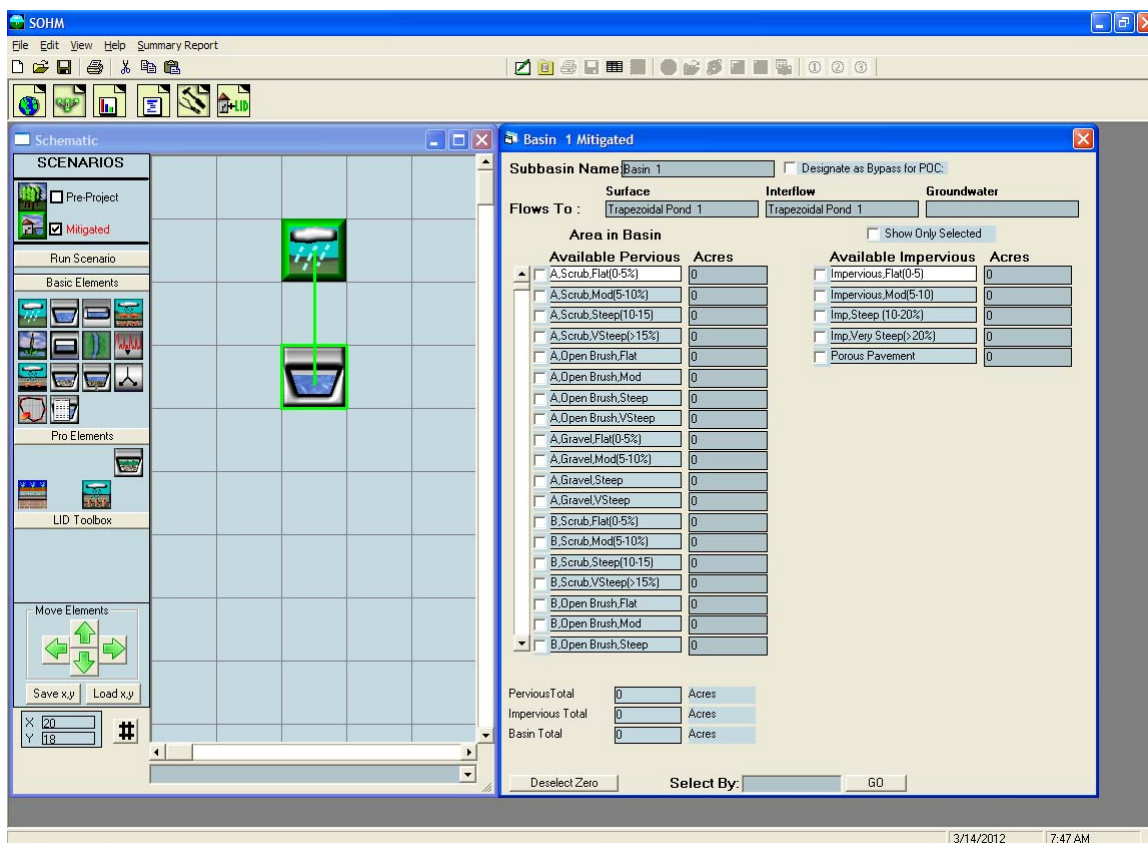 SOHM
File Edit View Help Summary Report
① ② ③
+LID
Schematic
SCENARIOS
Pre-Project
Mitigated
Run Scenario
Basic Elements
Pro Elements
LID Toolbox
Move Elements
Save x,y Load x,y
X 20
Y 18
#
Basin 1 Mitigated
Subbasin Name: Basin 1 Designate as Bypass for POC:
Surface Interflow Groundwater
Flows To : Trapezoidal Pond 1 Trapezoidal Pond 1
Area in Basin Show Only Selected
Available Pervious Acres Available Impervious Acres
A,Scrub,Flat(0-5%) 0 Impervious,Flat(0-5) 0
A,Scrub,Mod(5-10%) 0 Impervious,Mod(5-10) 0
A,Scrub,Steep(10-15) 0 Imp,Steep (10-20%) 0
A,Scrub,VSteep(>15%) 0 Imp,Very Steep(>20%) 0
A,Open Brush,Flat 0 Porous Pavement 0
A,Open Brush,Mod 0
A,Open Brush,Steep 0
A,Open Brush,VSteep 0
A,Gravel,Flat(0-5%) 0
A,Gravel,Mod(5-10%) 0
A,Gravel,Steep 0
A,Gravel,VSteep 0
B,Scrub,Flat(0-5%) 0
B,Scrub,Mod(5-10%) 0
B,Scrub,Steep(10-15) 0
B,Scrub,VSteep(>15%) 0
B,Open Brush,Flat 0
B,Open Brush,Mod 0
B,Open Brush,Steep 0
PerviousTotal 0 Acres
Impervious Total 0 Acres
Basin Total 0 Acres
Deselect Zero Select By: GO
3/14/2012 7:47 AM